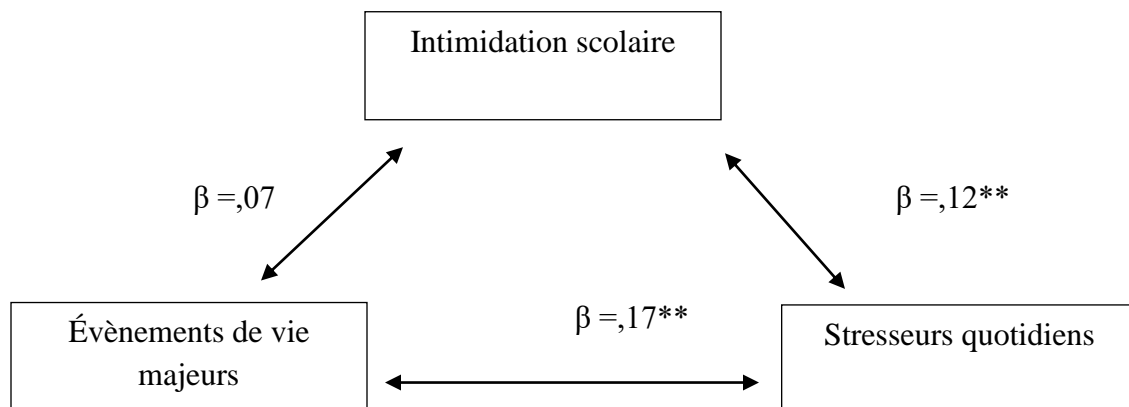 Intimidation scolaire
β =,07
β =,12**
β =,17**
Évènements de vie
majeurs
Stresseurs quotidiens